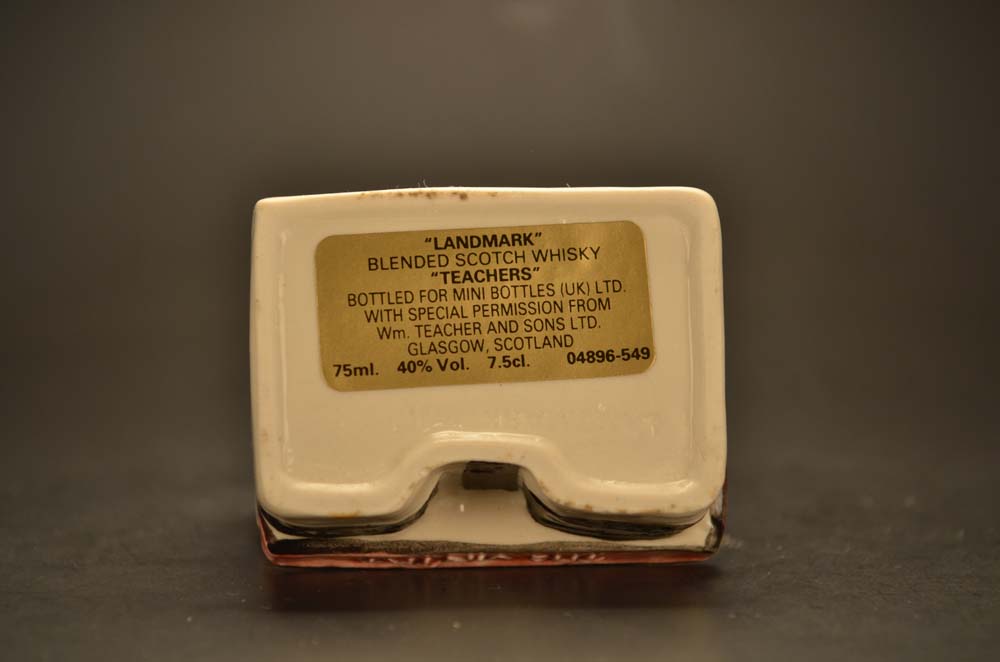 "LANDMARK"
BLENDED SCOTCH WHISKY
"TEACHERS"
BOTTLED FOR MINI BOTTLES (UK) LTD.
WITH SPECIAL PERMISSION FROM
Wm. TEACHER AND SONS LTD.
GLASGOW, SCOTLAND
75ml. 40% Vol. 7.5cl. 04896-549